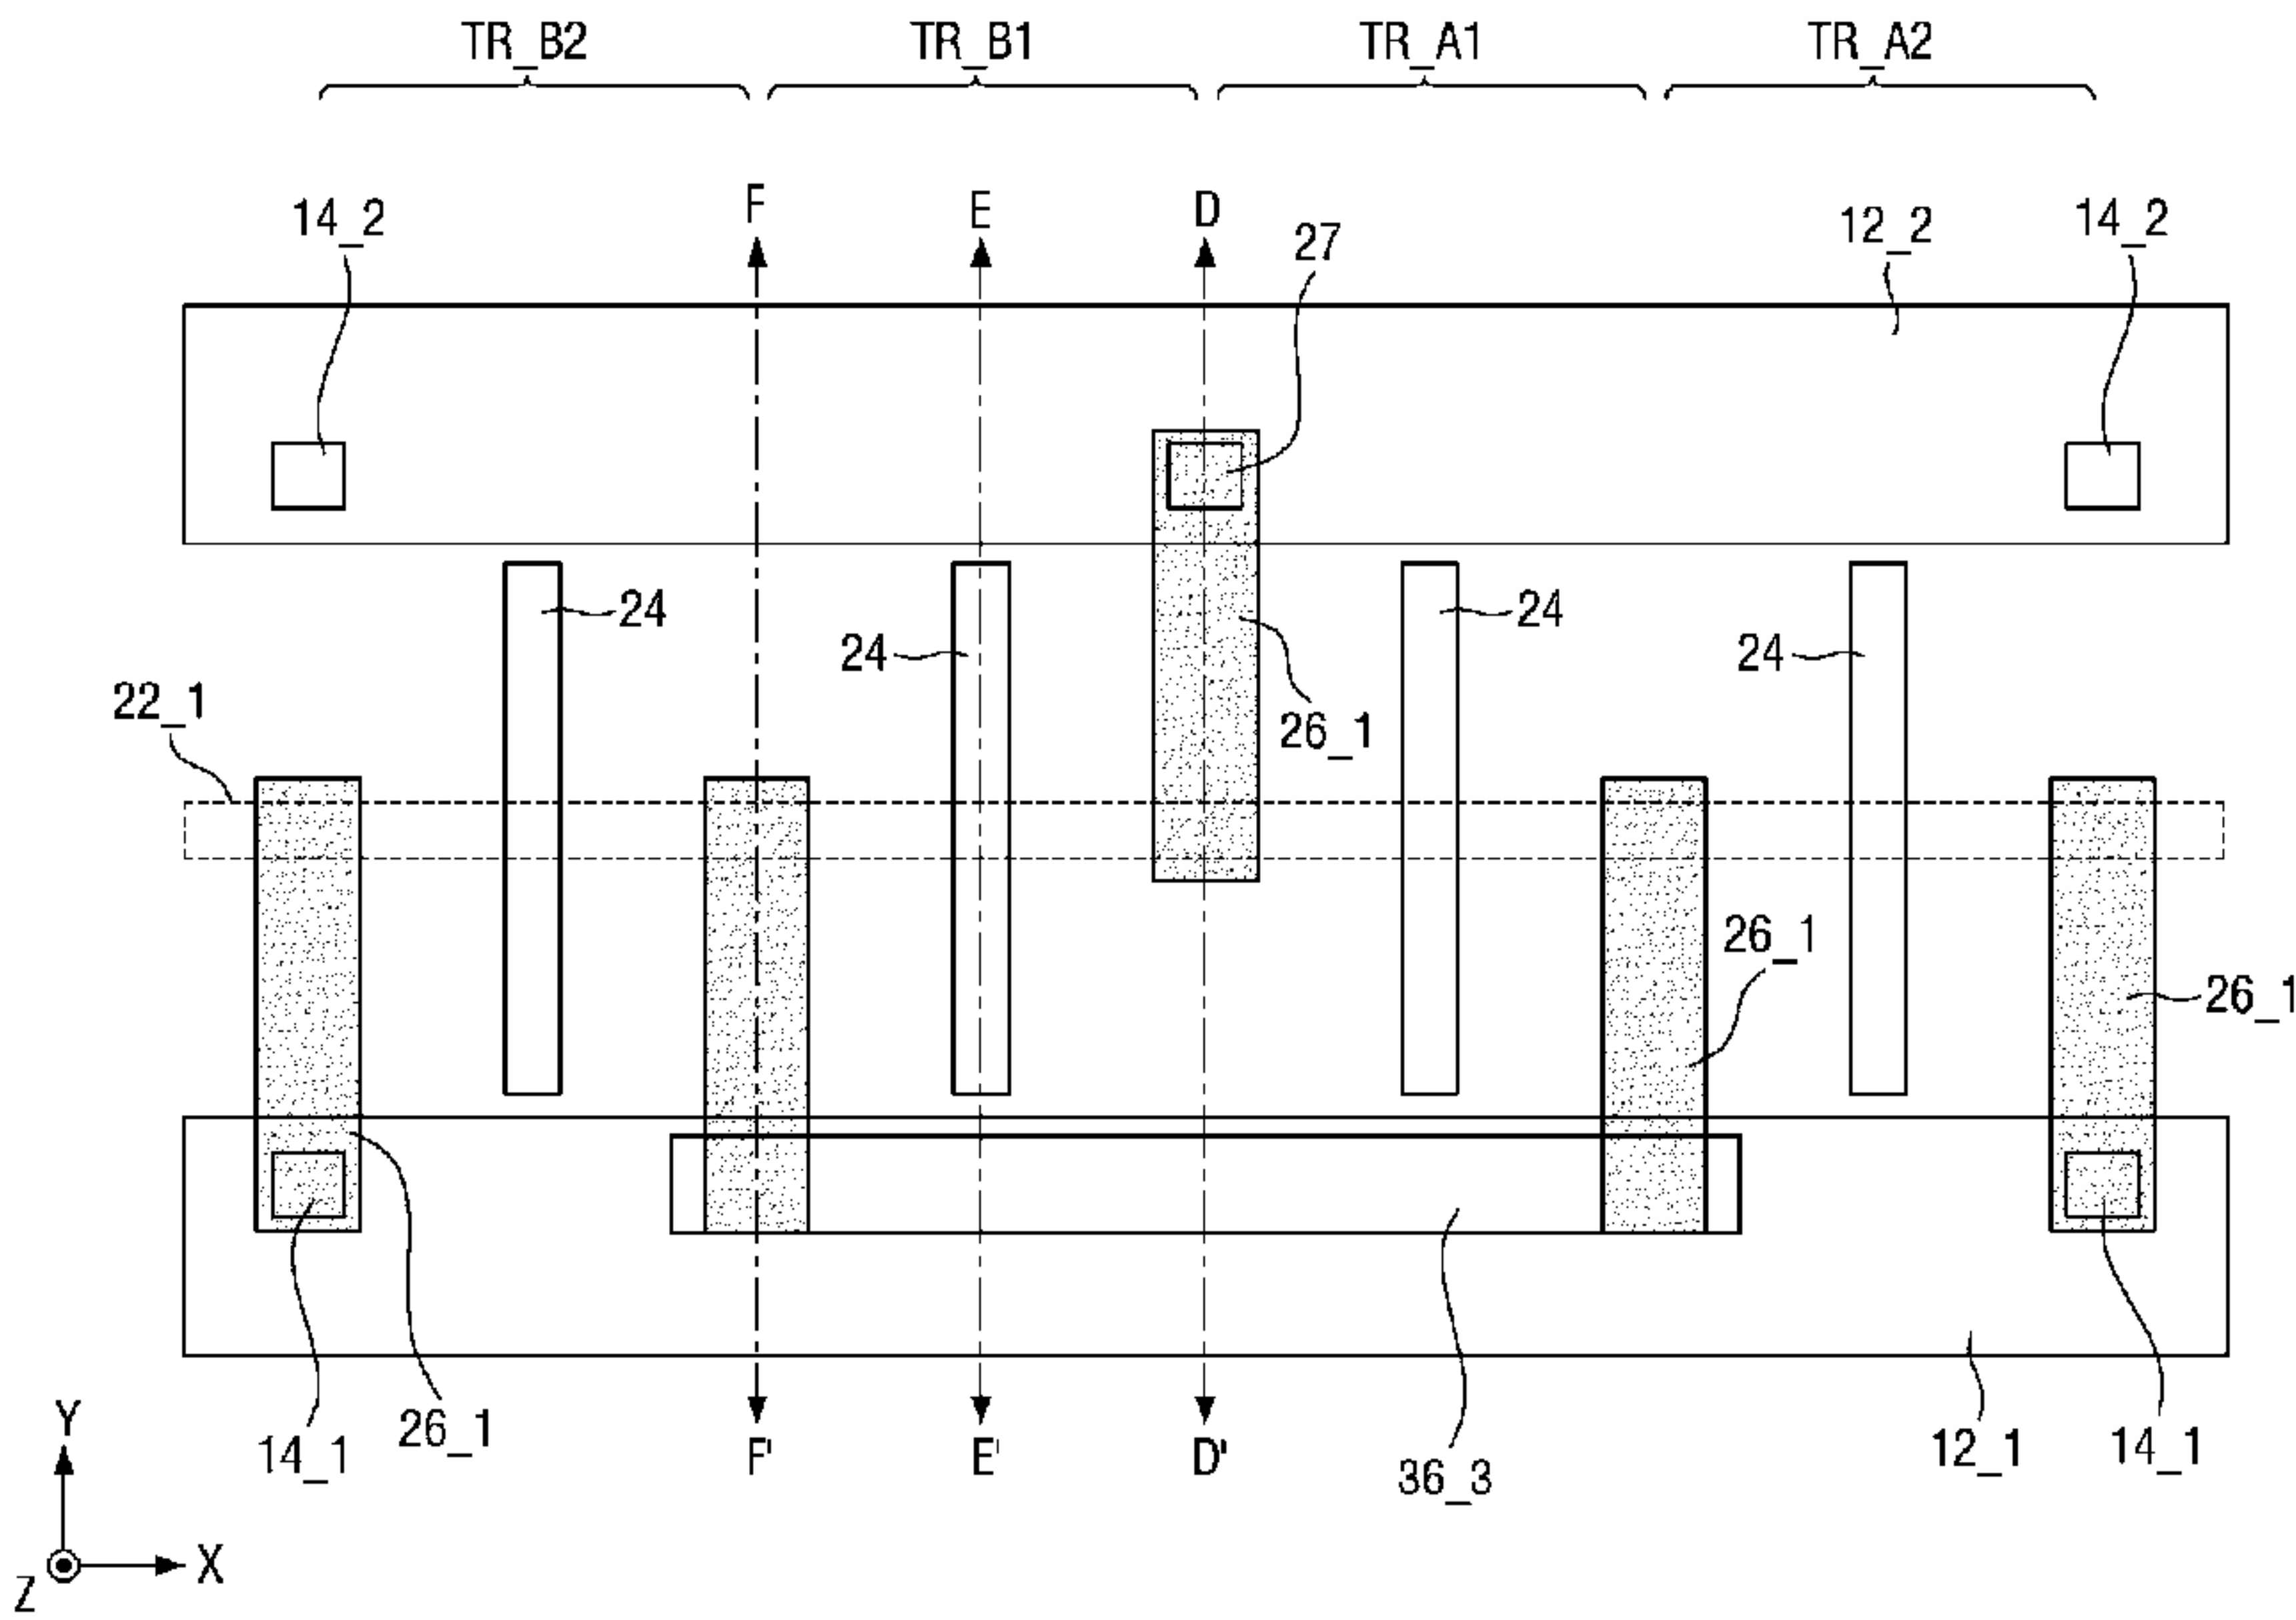 TR_B2 TR_B1 TR_A1 TR_A2
F E D
14_2 27 12_2 14_2
24 24 24 24
22_1 26_1
26_1 26_1
14_1 26_1 F' E' D' 36_3 12_1 14_1
Y
Z X